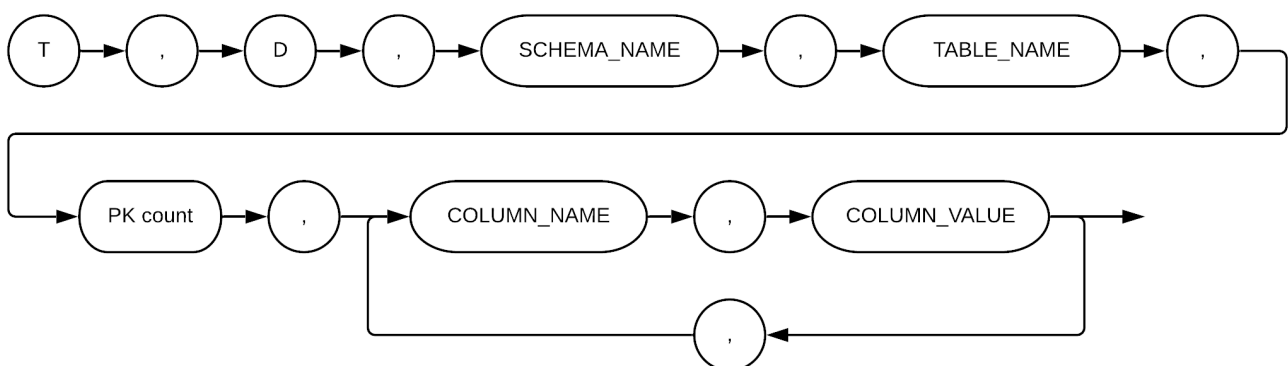 T , D , SCHEMA_NAME , TABLE_NAME ,
PK count , COLUMN_NAME , COLUMN_VALUE
,